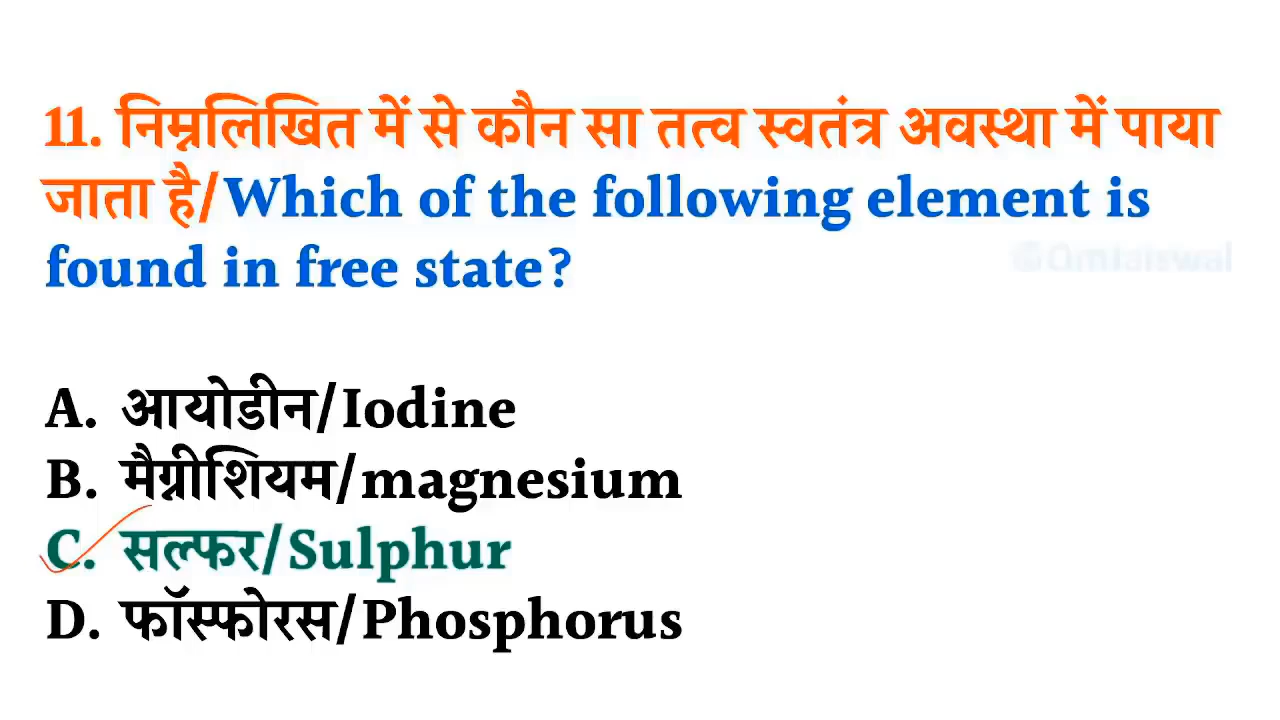 11. निम्नलिखित में से कौन सा तत्व स्वतंत्र अवस्था में पाया
जाता है/Which of the following element is
found in free state?
@OmJaiswal
A. आयोडीन/Iodine
B. मैग्नीशियम/magnesium
C. सल्फर/Sulphur
D. फॉस्फोरस/Phosphorus